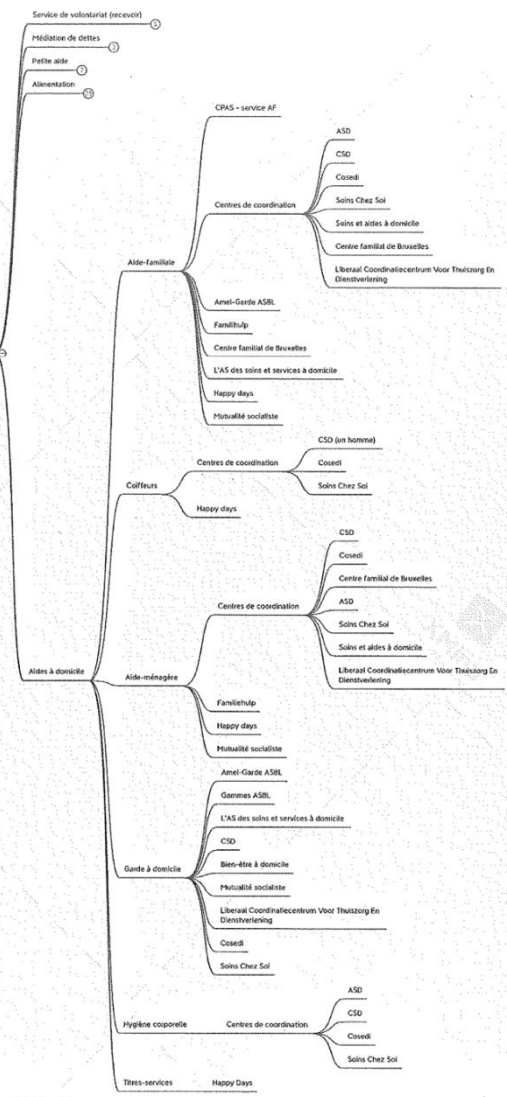 Service de volontariat (recevoir)
Médiation de dettes
Petite aide
Alimentation
CPAS - service AF
ASD
CSD
Cosedi
Centres de coordination
Soins Chez Soi
Soins et aides à domicile
Centre familial de Bruxelles
Aide-familiale
Liberaal Coordinatiecentrum Voor Thuiszorg En
Dienstverlening
Amel-Garde ASBL
Familihulp
Centre familial de Bruxelles
L'AS des soins et services à domicile
Happy days
Mutualité socialiste
CSD (un homme)
Centres de coordination
Cosedi
Coiffeurs
Soins Chez Soi
Happy days
CSD
Cosedi
Centre familial de Bruxelles
Centres de coordination
ASD
Soins Chez Soi
Soins et aides à domicile
Aides à domicile
Aide-ménagère
Liberaal Coordinatiecentrum Voor Thuiszorg En
Dienstverlening
Familiehulp
Happy days
Mutualité socialiste
Amel-Garde ASBL
Gammes ASBL
L'AS des soins et services à domicile
CSD
Garde à domicile
Bien-être à domicile
Mutualité socialiste
Liberaal Coordinatiecentrum Voor Thuiszorg En
Dienstverlening
Cosedi
Soins Chez Soi
ASD
CSD
Hygiène corporelle
Centres de coordination
Cosedi
Soins Chez Soi
Titres-services
Happy Days